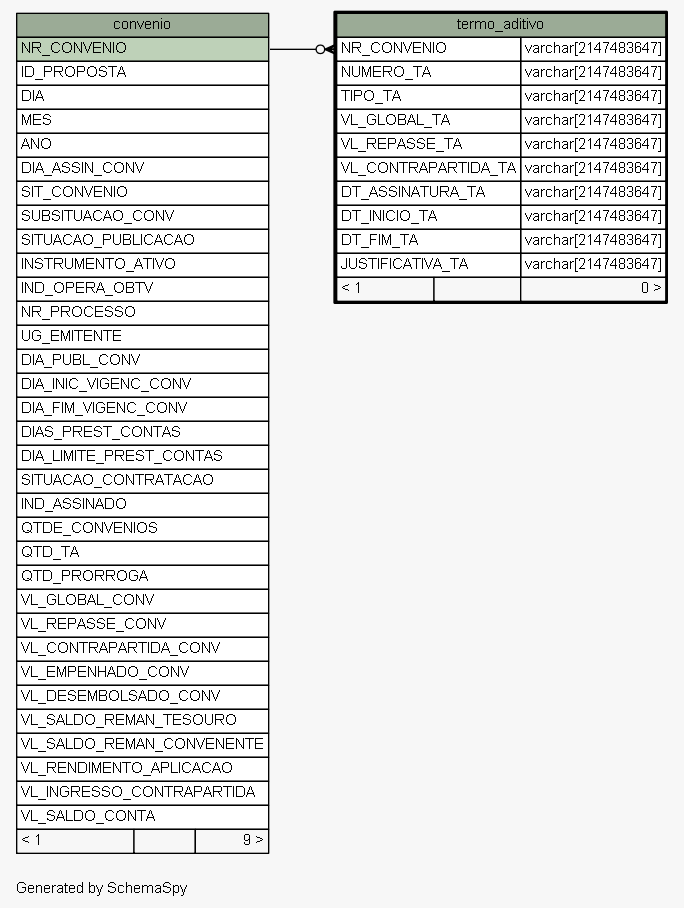 convenio
NR_CONVENIO
ID_PROPOSTA
DIA
MES
ANO
DIA_ASSIN_CONV
SIT_CONVENIO
SUBSITUACAO_CONV
SITUACAO_PUBLICACAO
INSTRUMENTO_ATIVO
IND_OPERA_OBTV
NR_PROCESSO
UG_EMITENTE
DIA_PUBL_CONV
DIA_INIC_VIGENC_CONV
DIA_FIM_VIGENC_CONV
DIAS_PREST_CONTAS
DIA_LIMITE_PREST_CONTAS
SITUACAO_CONTRATACAO
IND_ASSINADO
QTDE_CONVENIOS
QTD_TA
QTD_PRORROGA
VL_GLOBAL_CONV
VL_REPASSE_CONV
VL_CONTRAPARTIDA_CONV
VL_EMPENHADO_CONV
VL_DESEMBOLSADO_CONV
VL_SALDO_REMAN_TESOURO
VL_SALDO_REMAN_CONVENENTE
VL_RENDIMENTO_APLICACAO
VL_INGRESSO_CONTRAPARTIDA
VL_SALDO_CONTA
< 1 9 >
termo_aditivo
NR_CONVENIO varchar[2147483647]
NUMERO_TA varchar[2147483647]
TIPO_TA varchar[2147483647]
VL_GLOBAL_TA varchar[2147483647]
VL_REPASSE_TA varchar[2147483647]
VL_CONTRAPARTIDA_TA varchar[2147483647]
DT_ASSINATURA_TA varchar[2147483647]
DT_INICIO_TA varchar[2147483647]
DT_FIM_TA varchar[2147483647]
JUSTIFICATIVA_TA varchar[2147483647]
< 1 0 >
Generated by SchemaSpy